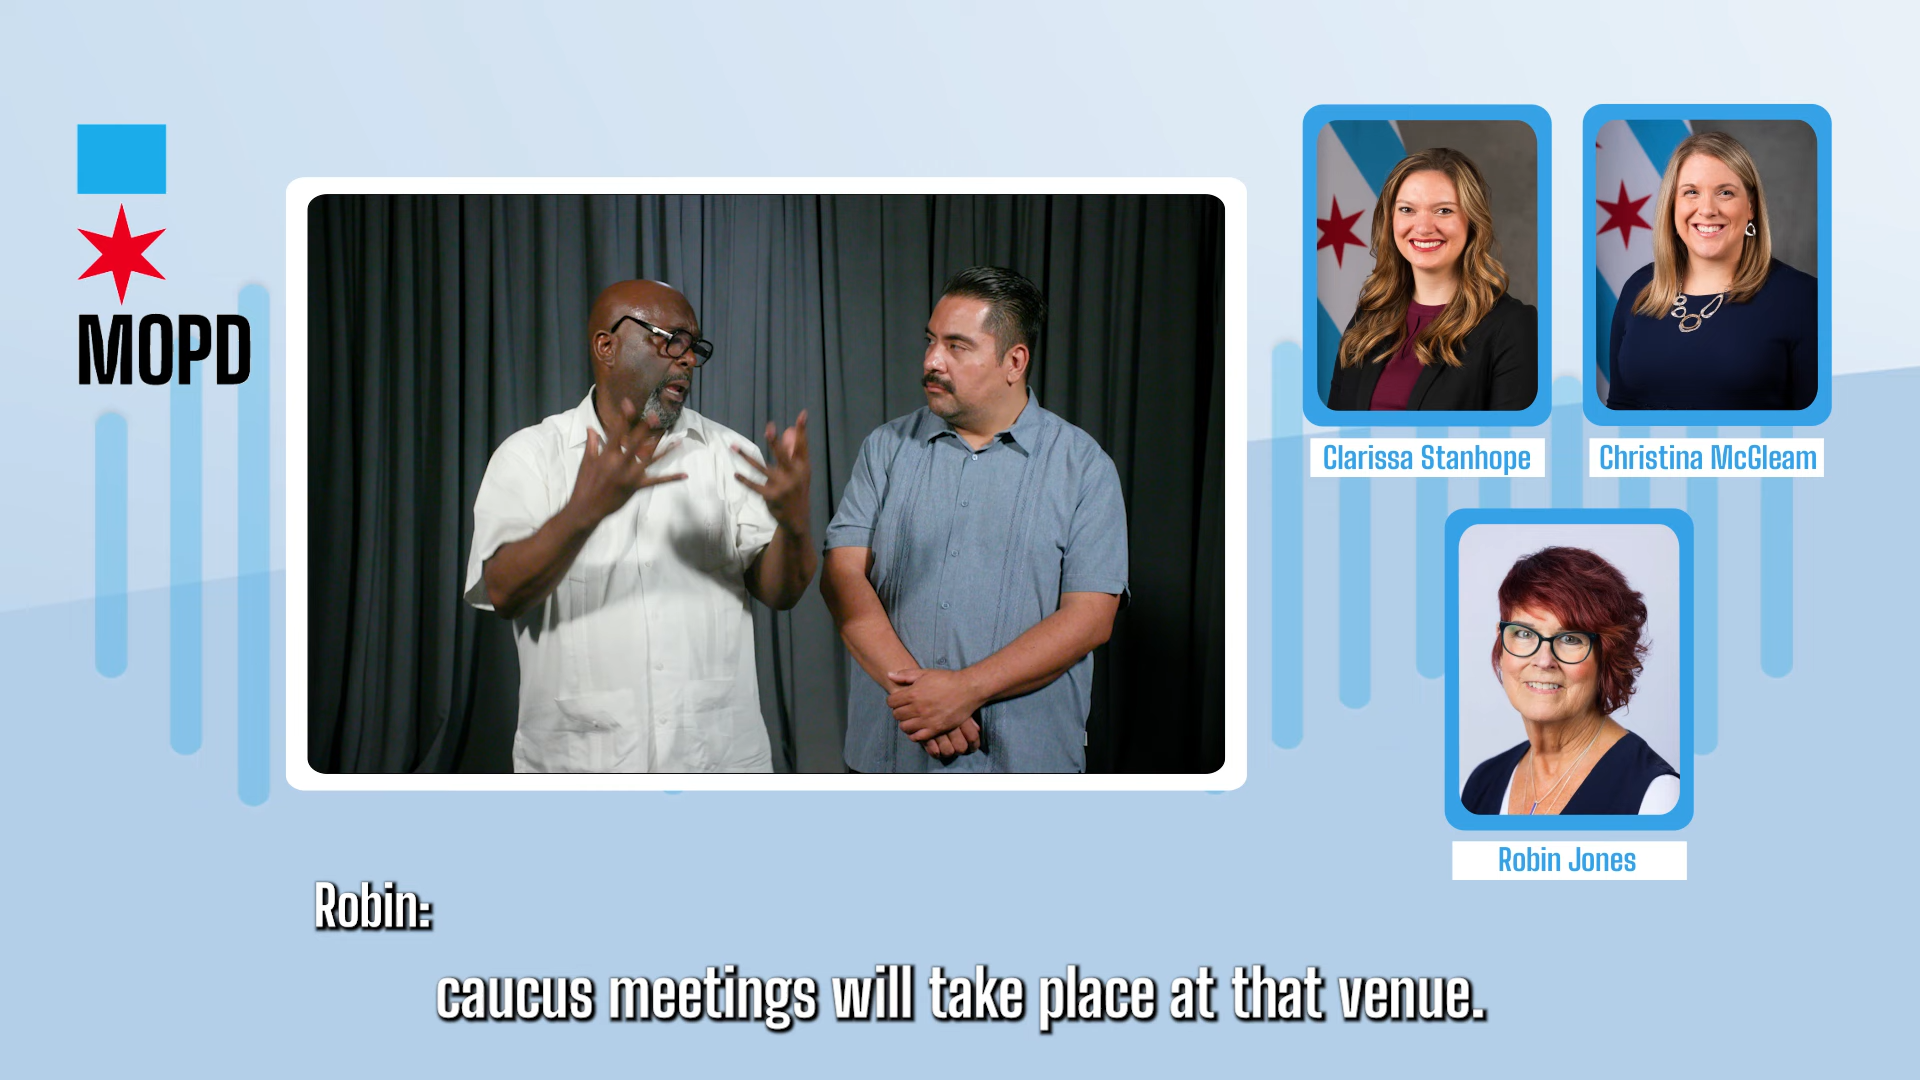 MOPD
Clarissa Stanhope
Christina McGleam
Robin Jones
Robin:
caucus meetings will take place at that venue.